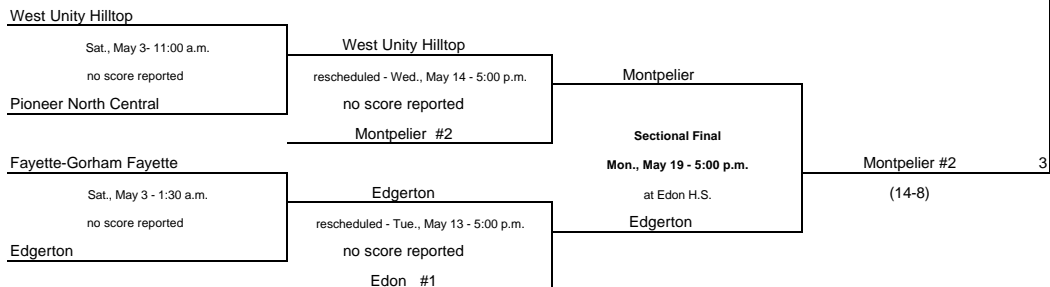 West Unity Hilltop
Sat., May 3- 11:00 a.m.
no score reported
Pioneer North Central
West Unity Hilltop
rescheduled - Wed., May 14 - 5:00 p.m.
no score reported
Montpelier #2
Fayette-Gorham Fayette
Sat., May 3 - 1:30 a.m.
no score reported
Edgerton
Edgerton
rescheduled - Tue., May 13 - 5:00 p.m.
no score reported
Edon #1
Montpelier
Sectional Final
Mon., May 19 - 5:00 p.m.
at Edon H.S.
Edgerton
Montpelier #2 3
(14-8)